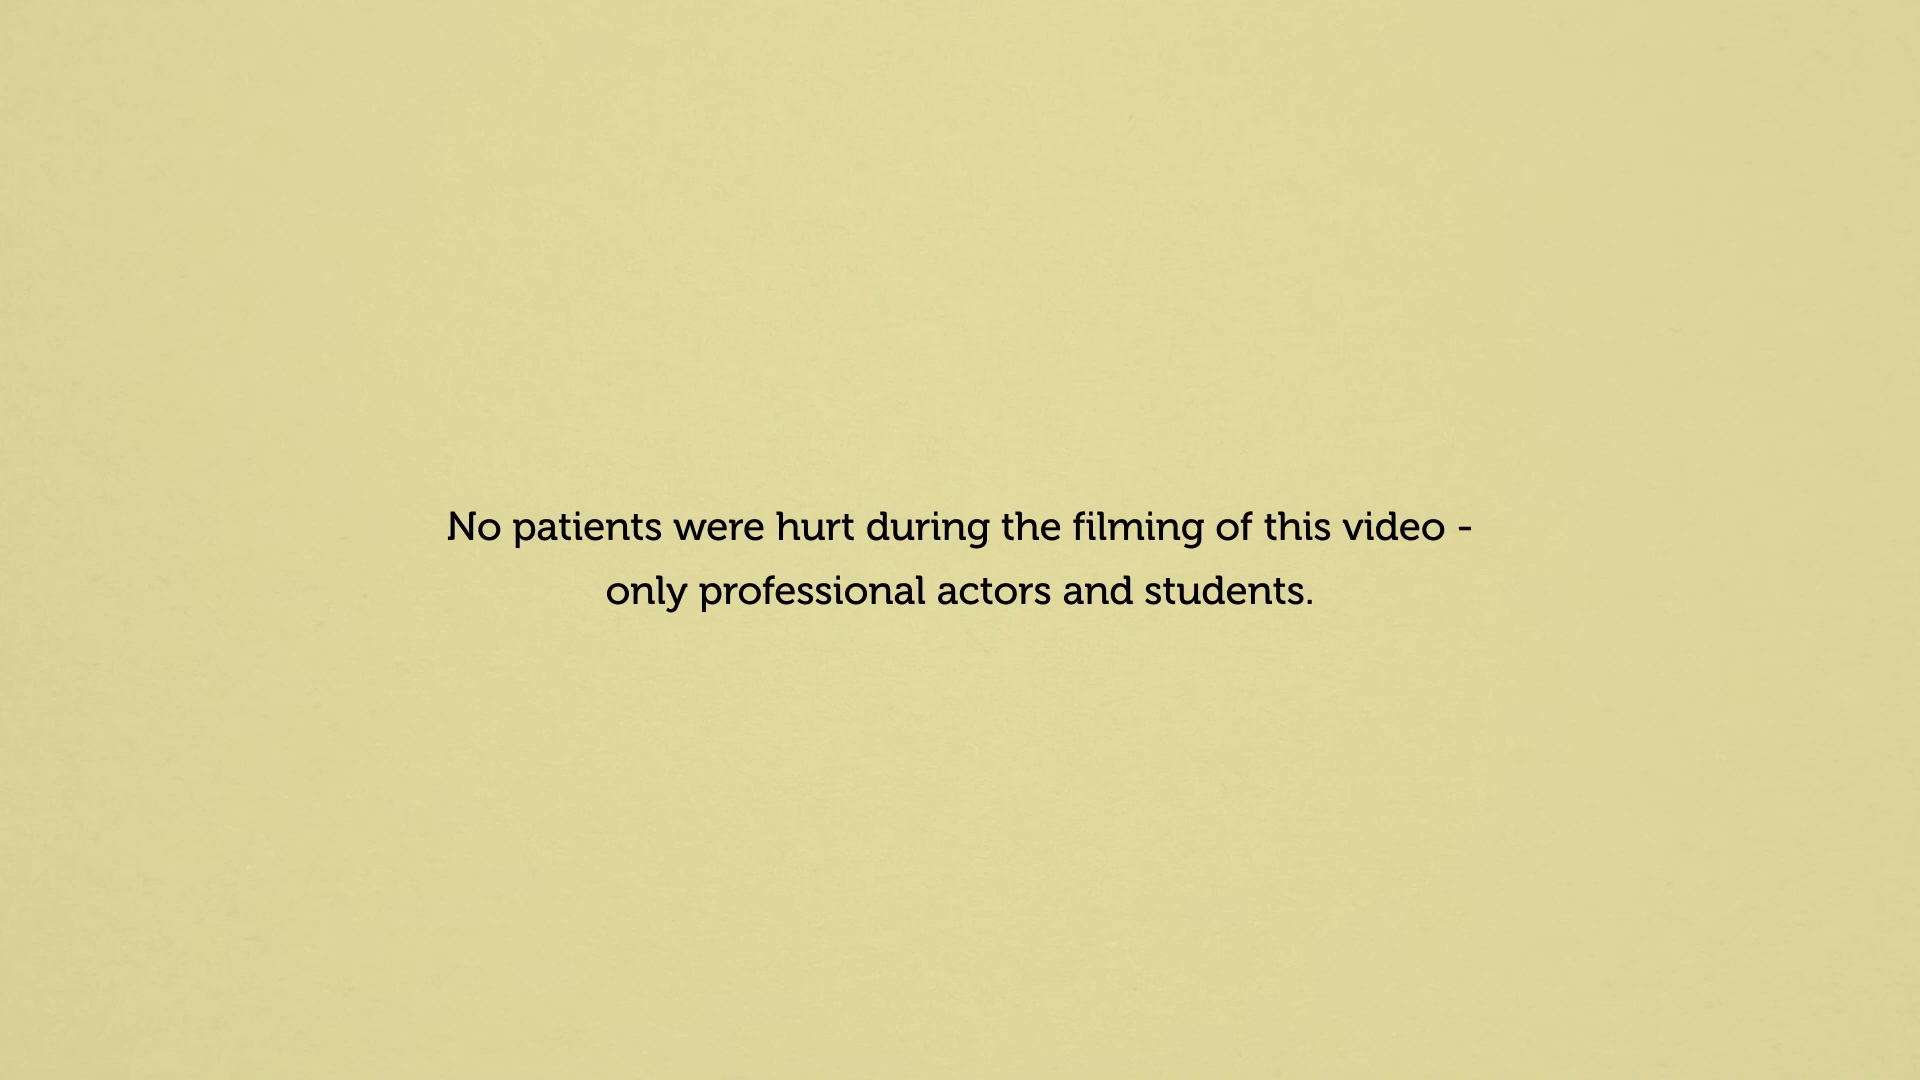 No patients were hurt during the filming of this video -
only professional actors and students.